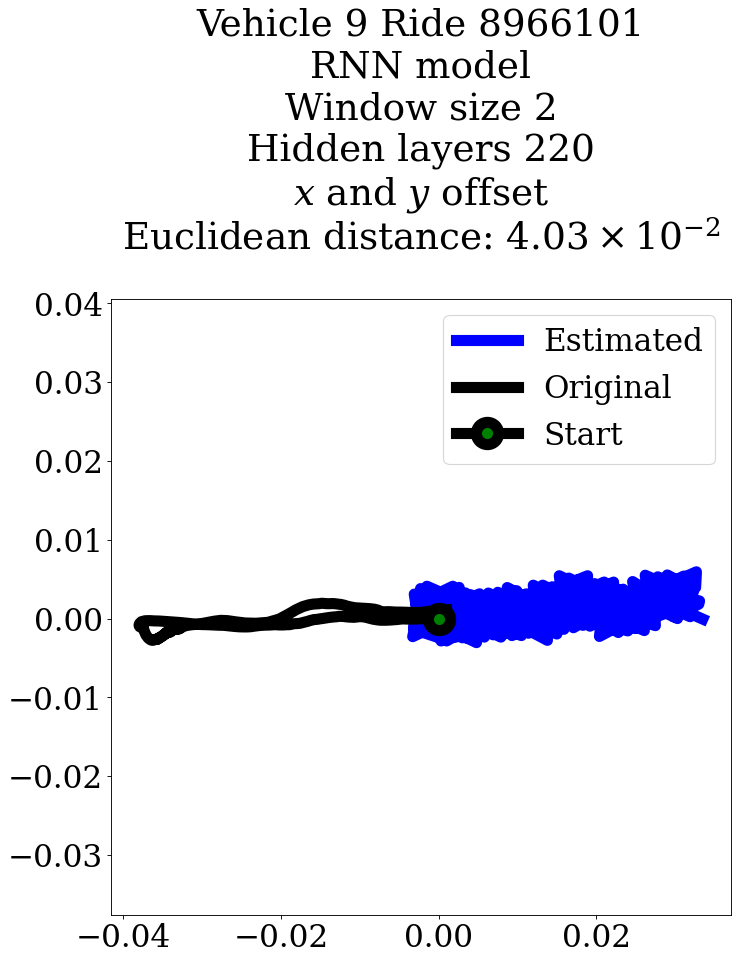 Vehicle 9 Ride 8966101
RNN model
Window size 2
Hidden layers 220
x and y offset
Euclidean distance: 4.03 × 10⁻²
0.04
Estimated
0.03
Original
0.02
Start
0.01
0.00
−0.01
−0.02
−0.03
−0.04 −0.02 0.00 0.02